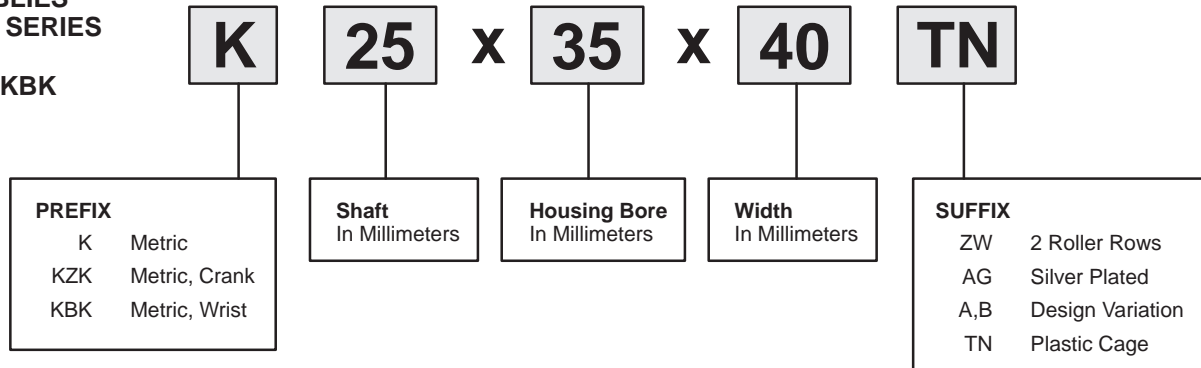 SERIES
KBK
K 25 x 35 x 40 TN
PREFIX
K Metric
KZK Metric, Crank
KBK Metric, Wrist
Shaft
In Millimeters
Housing Bore
In Millimeters
Width
In Millimeters
SUFFIX
ZW 2 Roller Rows
AG Silver Plated
A,B Design Variation
TN Plastic Cage